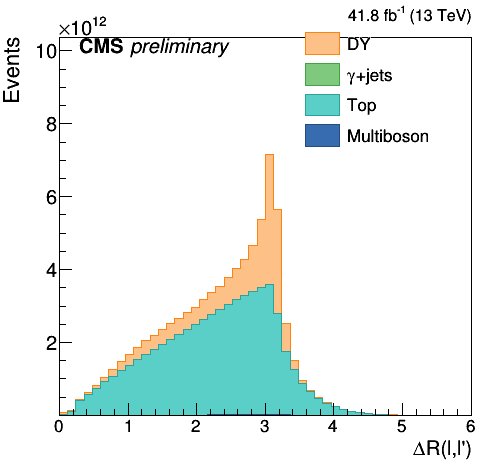 41.8 fb⁻¹ (13 TeV)
×10¹²
CMS preliminary
Events
DY
γ+jets
Top
Multiboson
10
8
6
4
2
0 1 2 3 4 5 6
ΔR(l,l')